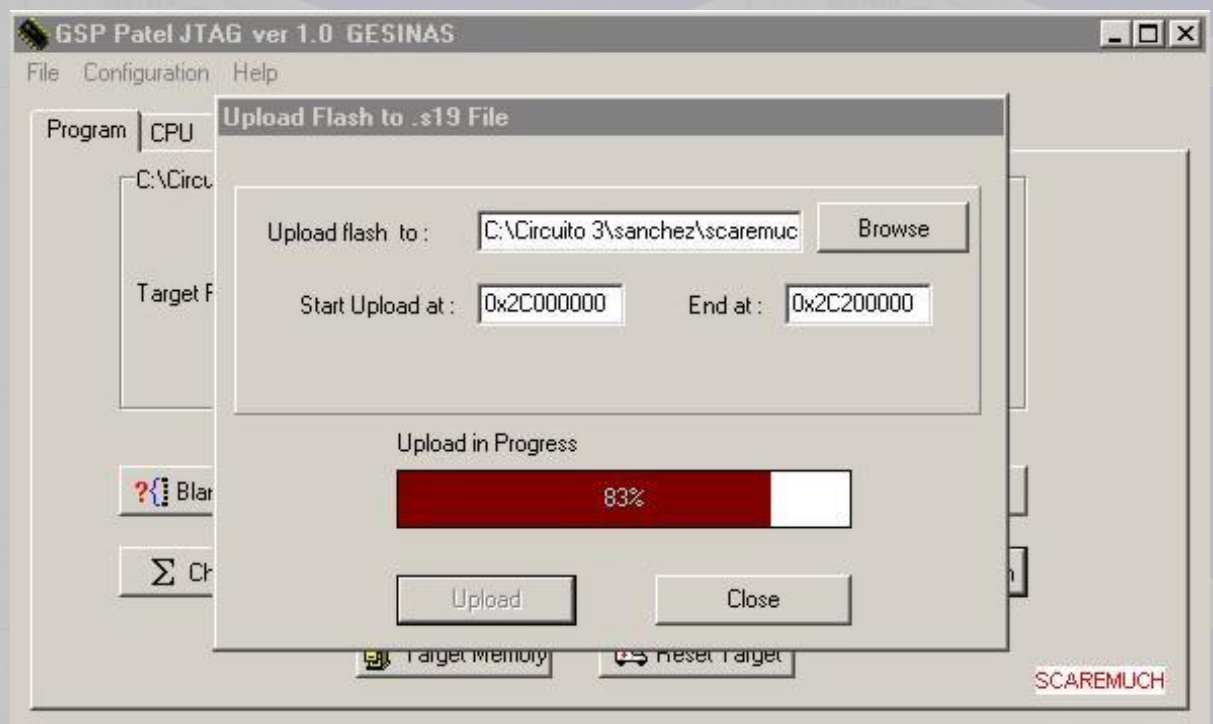 GSP Patel JTAG ver 1.0 GESINAS
File Configuration Help
Program CPU
Upload Flash to .s19 File
C:\Circu
Upload flash to : C:\Circuito 3\sanchez\scaremuc Browse
Target
Start Upload at : 0x2C000000 End at : 0x2C200000
Upload in Progress
?{ Blan
83%
Σ Ch
Upload Close
Target Memory Reset Target
SCAREMUCH